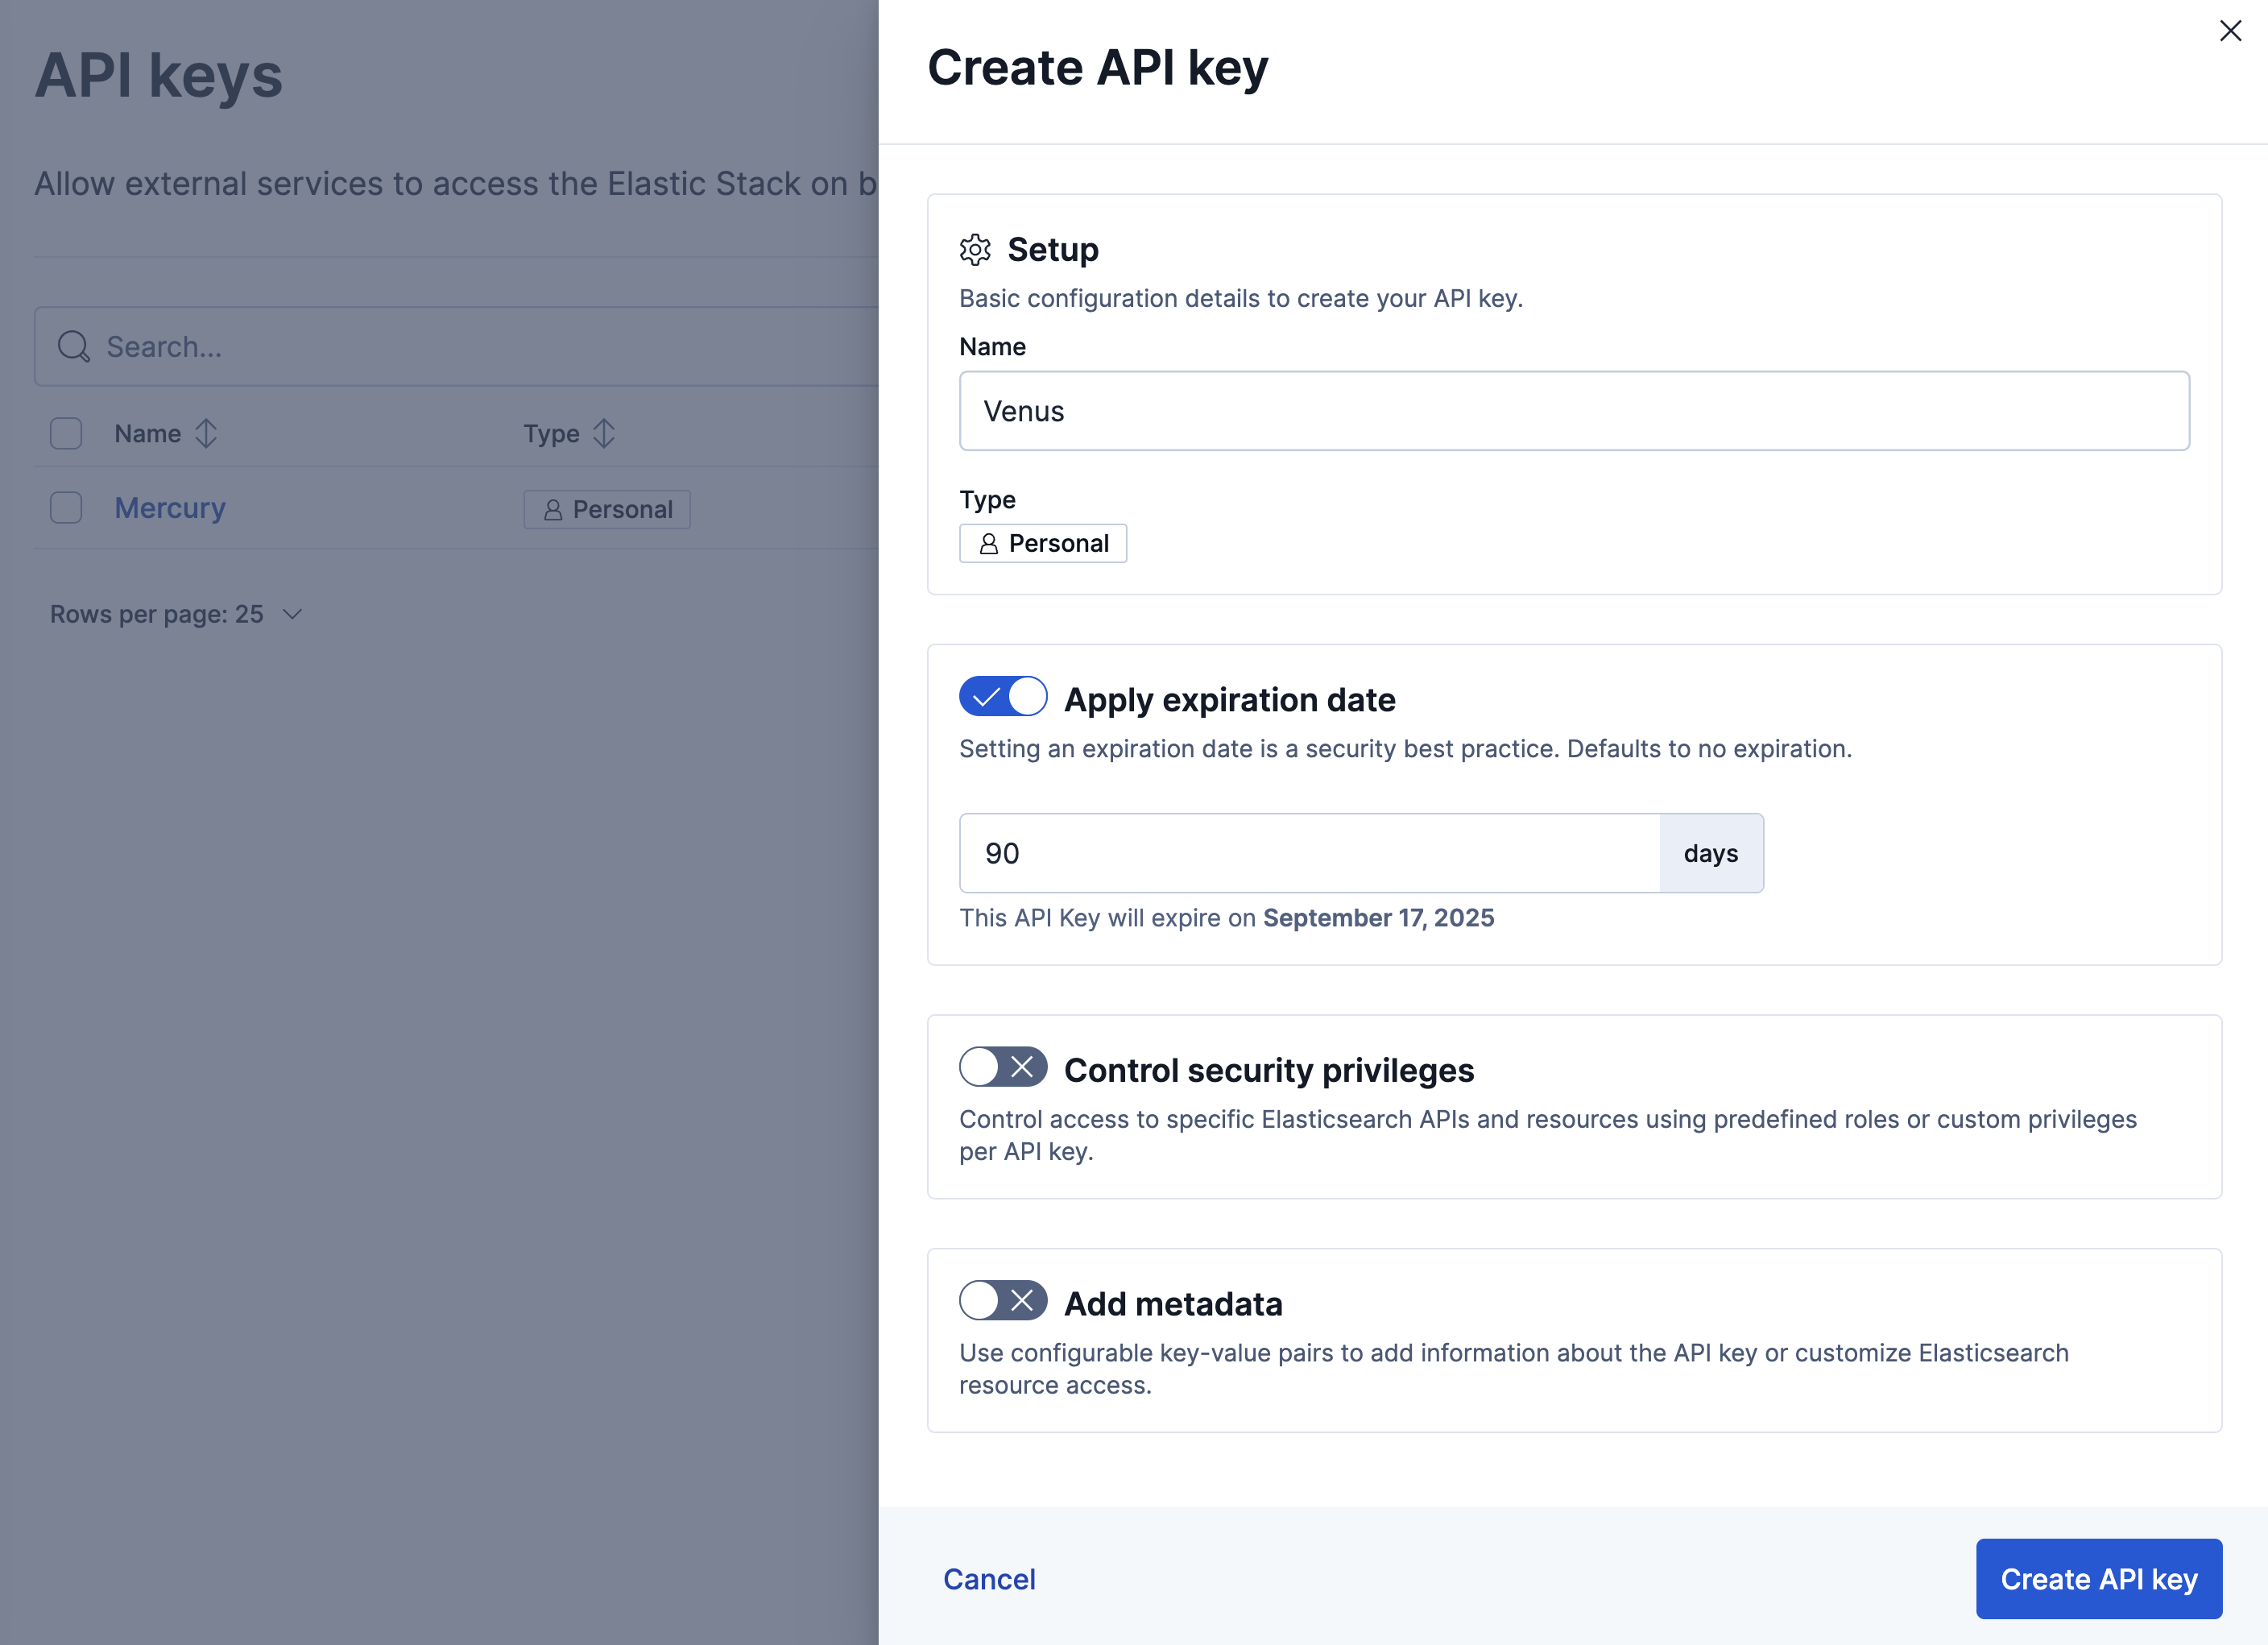 API keys
Allow external services to access the Elastic Stack on b
Search...
Name
Type
Mercury
Personal
Rows per page: 25
Create API key
Setup
Basic configuration details to create your API key.
Name
Venus
Type
Personal
Apply expiration date
Setting an expiration date is a security best practice. Defaults to no expiration.
90
days
This API Key will expire on September 17, 2025
Control security privileges
Control access to specific Elasticsearch APIs and resources using predefined roles or custom privileges
per API key.
Add metadata
Use configurable key-value pairs to add information about the API key or customize Elasticsearch
resource access.
Cancel
Create API key